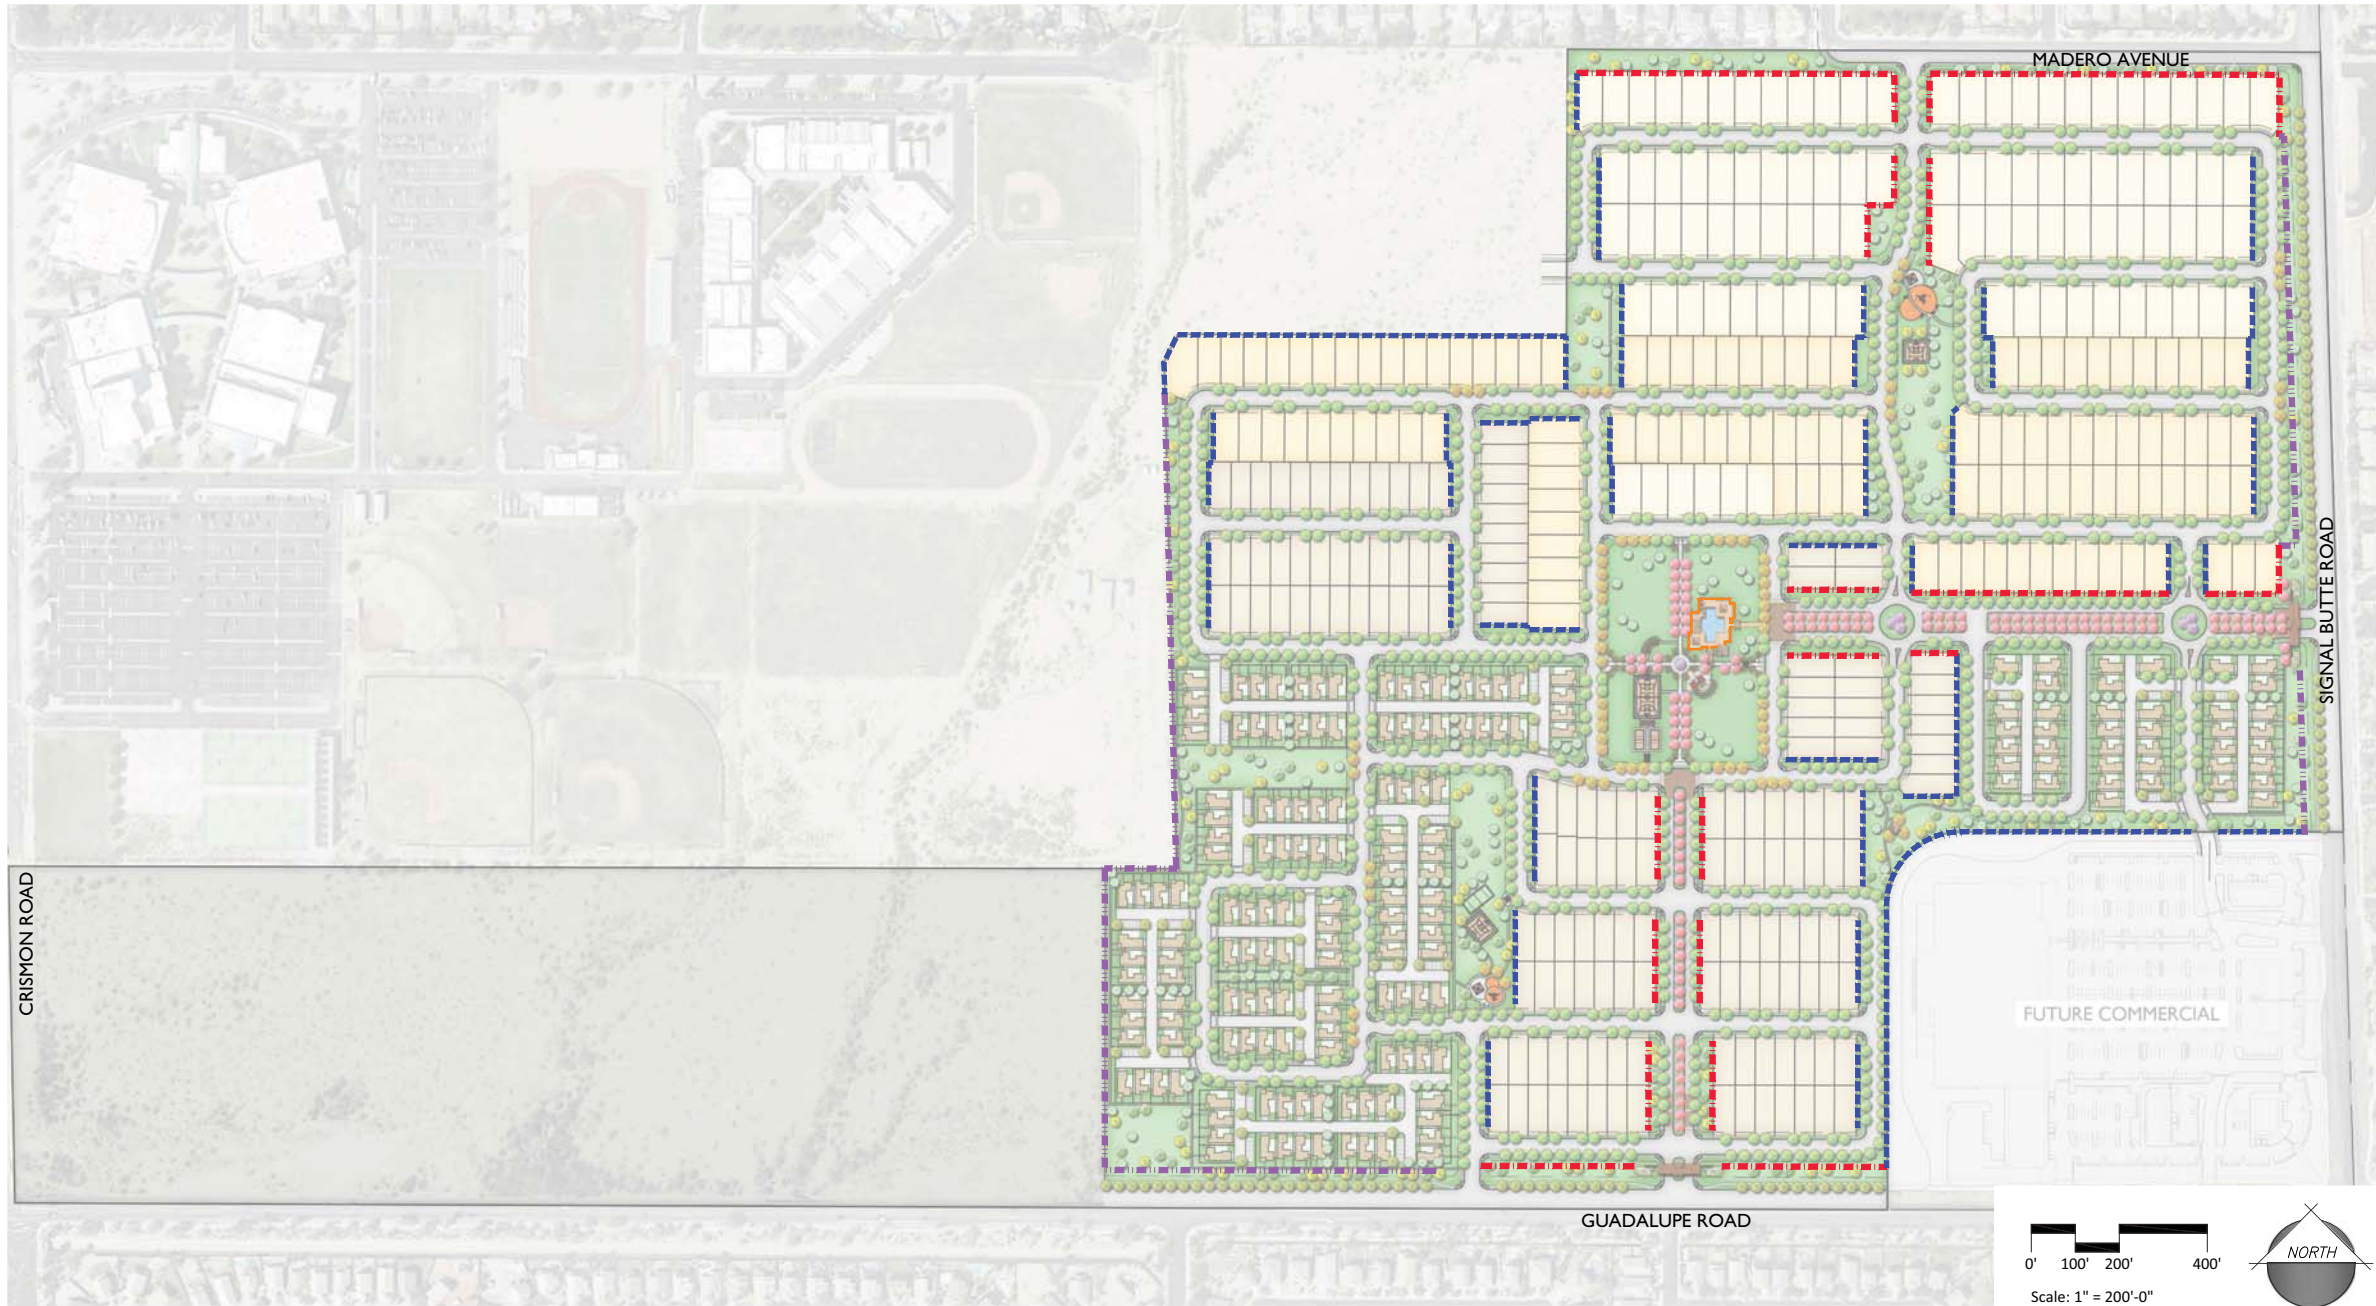 MADERO AVENUE
SIGNAL BUTTE ROAD
CRISMON ROAD
FUTURE COMMERCIAL
GUADALUPE ROAD
0' 100' 200' 400'
Scale: 1" = 200'-0"
NORTH